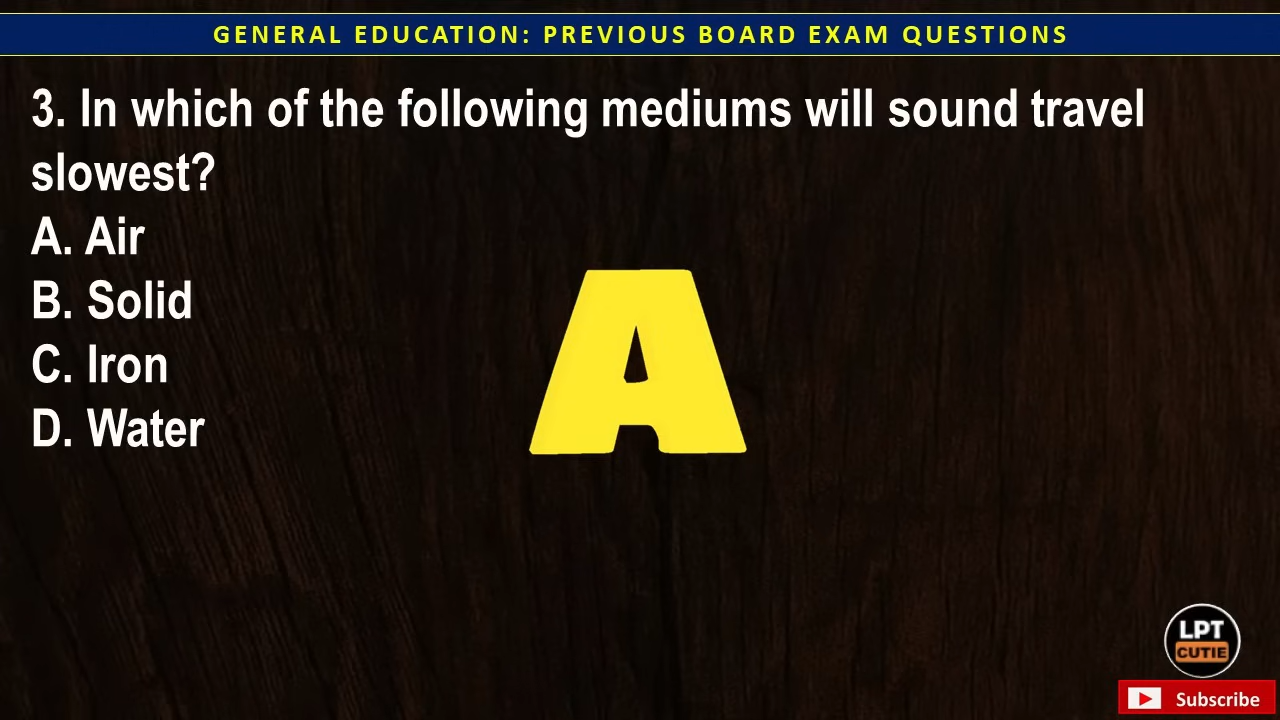 GENERAL EDUCATION: PREVIOUS BOARD EXAM QUESTIONS
3. In which of the following mediums will sound travel
slowest?
A. Air
B. Solid
C. Iron
D. Water
A
LPT
CUTIE
Subscribe